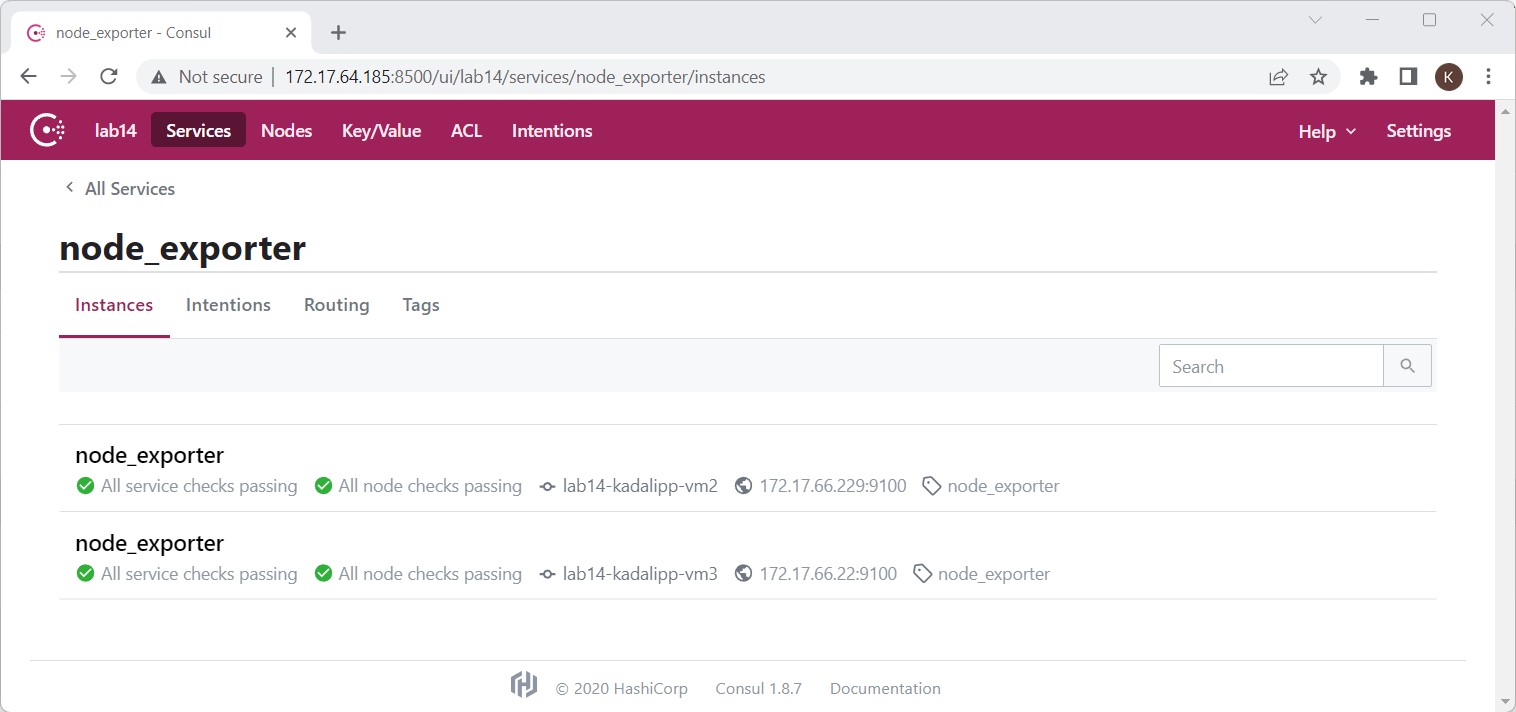 node_exporter - Consul
Not secure | 172.17.64.185:8500/ui/lab14/services/node_exporter/instances
K
lab14 Services Nodes Key/Value ACL Intentions Help Settings
All Services
node_exporter
Instances Intentions Routing Tags
Search
node_exporter
All service checks passing All node checks passing lab14-kadalipp-vm2 172.17.66.229:9100 node_exporter
node_exporter
All service checks passing All node checks passing lab14-kadalipp-vm3 172.17.66.22:9100 node_exporter
© 2020 HashiCorp Consul 1.8.7 Documentation